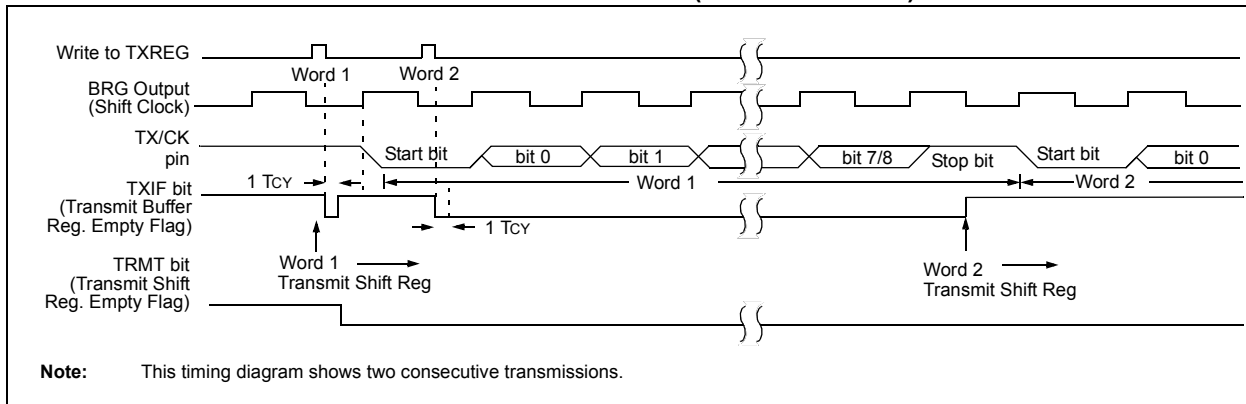 Write to TXREG
Word 1
Word 2
BRG Output
(Shift Clock)
TX/CK
pin
Start bit
bit 0
bit 1
bit 7/8
Stop bit
Start bit
bit 0
1 TCY
Word 1
Word 2
TXIF bit
(Transmit Buffer
Reg. Empty Flag)
1 TCY
Word 1
Transmit Shift Reg
Word 2
Transmit Shift Reg
TRMT bit
(Transmit Shift
Reg. Empty Flag)
Note: This timing diagram shows two consecutive transmissions.